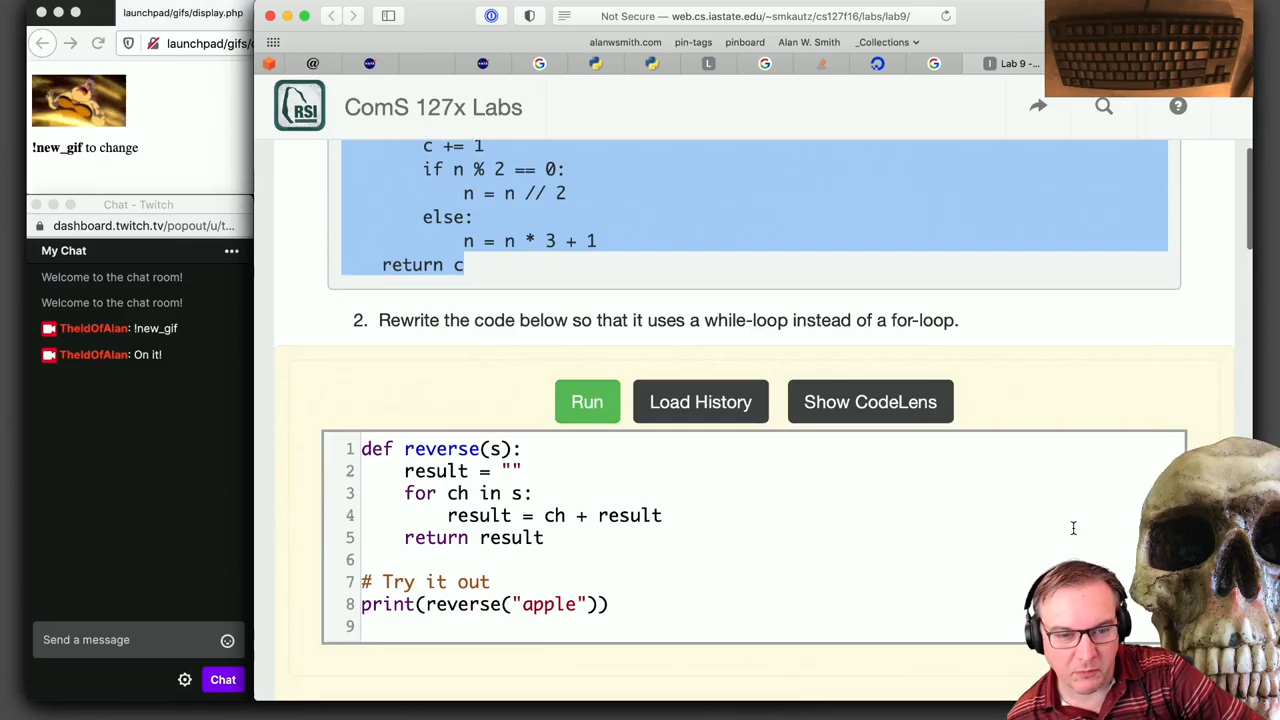 launchpad/gifs/display.php
launchpad/gifs/
!new_gif to change
Chat - Twitch
dashboard.twitch.tv/popout/u/t...
My Chat
Welcome to the chat room!
Welcome to the chat room!
TheIdOfAlan: !new_gif
TheIdOfAlan: On it!
Send a message
Chat
Not Secure — web.cs.iastate.edu/~smkautz/cs127f16/labs/lab9/
alanwsmith.com pin-tags pinboard Alan W. Smith _Collections
Lab 9 -...
RSI
ComS 127x Labs
c += 1
if n % 2 == 0:
n = n // 2
else:
n = n * 3 + 1
return c
2. Rewrite the code below so that it uses a while-loop instead of a for-loop.
Run Load History Show CodeLens
1 def reverse(s):
2 result = ""
3 for ch in s:
4 result = ch + result
5 return result
6
7 # Try it out
8 print(reverse("apple"))
9